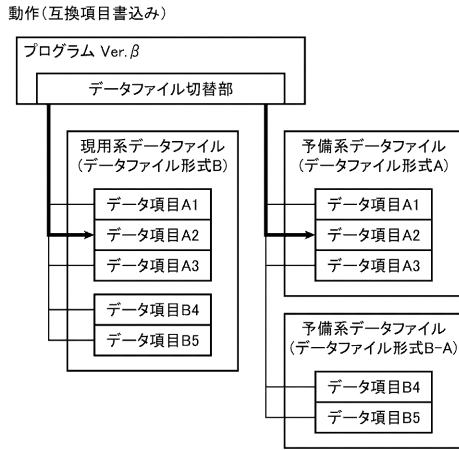 動作(互換項目書込み)
プログラム Ver.β
データファイル切替部
現用系データファイル
(データファイル形式B)
データ項目A1
データ項目A2
データ項目A3
データ項目B4
データ項目B5
予備系データファイル
(データファイル形式A)
データ項目A1
データ項目A2
データ項目A3
予備系データファイル
(データファイル形式B-A)
データ項目B4
データ項目B5